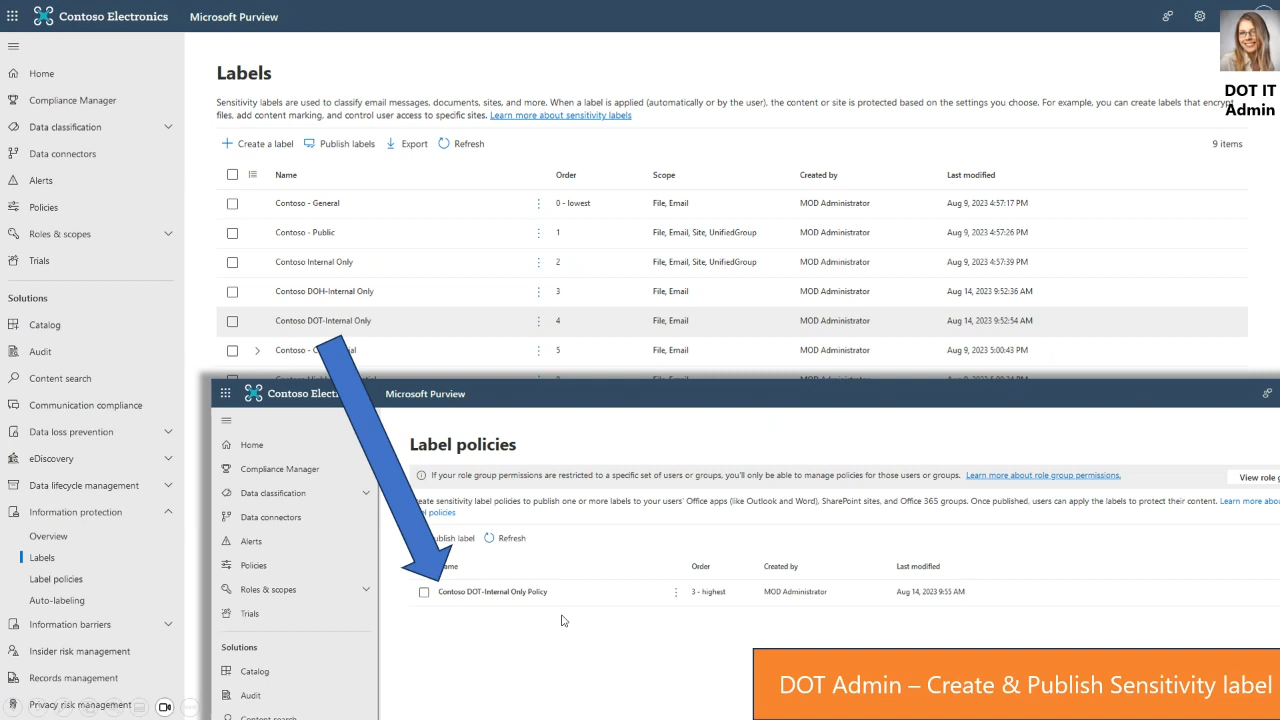 Contoso Electronics Microsoft Purview
DOT IT
Admin
Home
Compliance Manager
Data classification
Data connectors
Alerts
Policies
Roles & scopes
Trials
Solutions
Catalog
Audit
Content search
Communication compliance
Data loss prevention
eDiscovery
Data lifecycle management
Information protection
Overview
Labels
Label policies
Auto-labeling
Information barriers
Insider risk management
Records management
Privacy risk management
Labels
Sensitivity labels are used to classify email messages, documents, sites, and more. When a label is applied (automatically or by the user), the content or site is protected based on the settings you choose. For example, you can create labels that encrypt
files, add content marking, and control user access to specific sites. Learn more about sensitivity labels
Create a label Publish labels Export Refresh 9 items
Name Order Scope Created by Last modified
Contoso - General 0 - lowest File, Email MOD Administrator Aug 9, 2023 4:57:17 PM
Contoso - Public 1 File, Email, Site, UnifiedGroup MOD Administrator Aug 9, 2023 4:57:26 PM
Contoso Internal Only 2 File, Email, Site, UnifiedGroup MOD Administrator Aug 9, 2023 4:57:39 PM
Contoso DOH-Internal Only 3 File, Email MOD Administrator Aug 14, 2023 9:52:36 AM
Contoso DOT-Internal Only 4 File, Email MOD Administrator Aug 14, 2023 9:52:54 AM
Contoso - 5 File, Email MOD Administrator Aug 9, 2023 5:00:43 PM
Contoso Microsoft Purview
Home
Compliance Manager
Data classification
Data connectors
Alerts
Policies
Roles & scopes
Trials
Solutions
Catalog
Audit
Content search
Label policies
If your role group permissions are restricted to a specific set of users or groups, you'll only be able to manage policies for those users or groups. Learn more about role group permissions. View role
sensitivity label policies to publish one or more labels to your users' Office apps (like Outlook and Word), SharePoint sites, and Office 365 groups. Once published, users can apply the labels to protect their content. Learn more
policies
label Refresh
Order Created by Last modified
Contoso DOT-Internal Only Policy 3 - highest MOD Administrator Aug 14, 2023 9:55 AM
DOT Admin – Create & Publish Sensitivity label